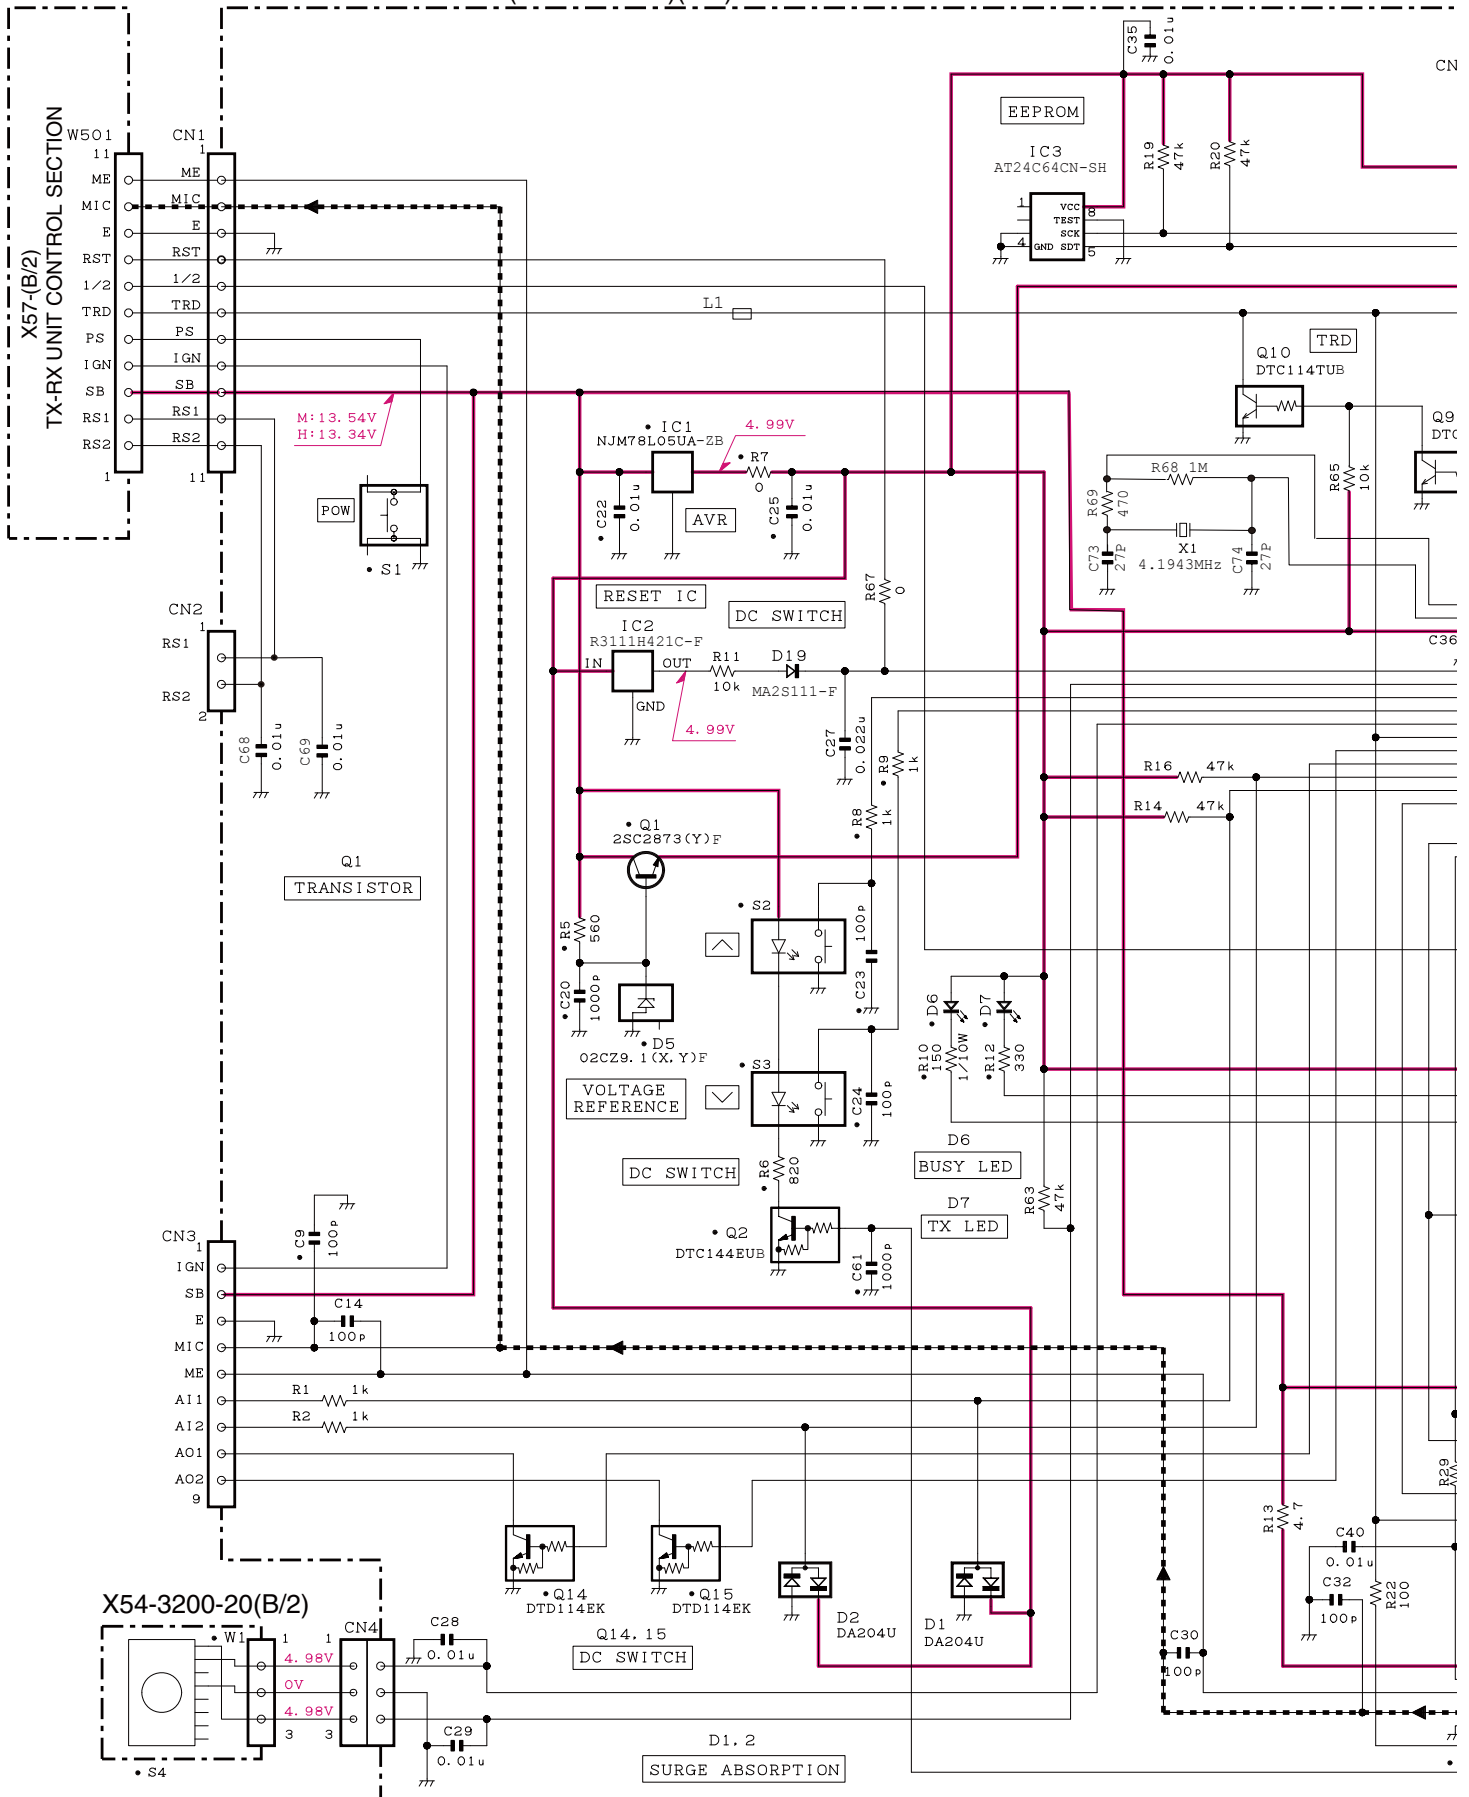 C35
0.01u
CN
X57-(B/2)
TX-RX UNIT CONTROL SECTION
W501
11
ME
MIC
E
RST
1/2
TRD
PS
IGN
SB
RS1
RS2
1
CN1
1
ME
MIC
E
RST
1/2
TRD
PS
IGN
SB
RS1
RS2
11
M:13.54V
H:13.34V
POW
S1
EEPROM
IC3
AT24C64CN-SH
1
4
VCC
TEST
SCK
GND SDT
8
5
R19
47k
R20
47k
L1
Q10
DTC114TUB
TRD
Q9
DTC
R65
10k
R68 1M
R69
470
C73
27P
X1
4.1943MHz
C74
27P
C36
IC1
NJM78L05UA-ZB
4.99V
R7
0
C22
0.01u
AVR
C25
0.01u
RESET IC
DC SWITCH
R67
0
IC2
R3111H421C-F
IN
OUT
GND
R11
10k
D19
MA2S111-F
4.99V
C27
0.022u
R9
1k
R8
1k
R16 47k
R14 47k
CN2
1
RS1
RS2
2
C68
0.01u
C69
0.01u
Q1
TRANSISTOR
Q1
2SC2873(Y)F
R5
560
C20
1000p
D5
02CZ9.1(X,Y)F
VOLTAGE
REFERENCE
S2
100p
C23
S3
C24
100p
D6
D7
R10
150
1/10W
R12
330
D6
BUSY LED
D7
TX LED
R63
47k
DC SWITCH
R6
820
Q2
DTC144EUB
C61
1000p
CN3
1
IGN
SB
E
MIC
ME
AI1
AI2
AO1
AO2
9
C9
100p
C14
100p
R1 1k
R2 1k
Q14
DTD114EK
Q15
DTD114EK
Q14,15
DC SWITCH
D2
DA204U
D1
DA204U
R13
4.7
R29
C40
0.01u
C32
100p
R22
100
C30
100p
X54-3200-20(B/2)
W1
1
3
4.98V
0V
4.98V
CN4
1
3
C28
0.01u
C29
0.01u
S4
D1,2
SURGE ABSORPTION